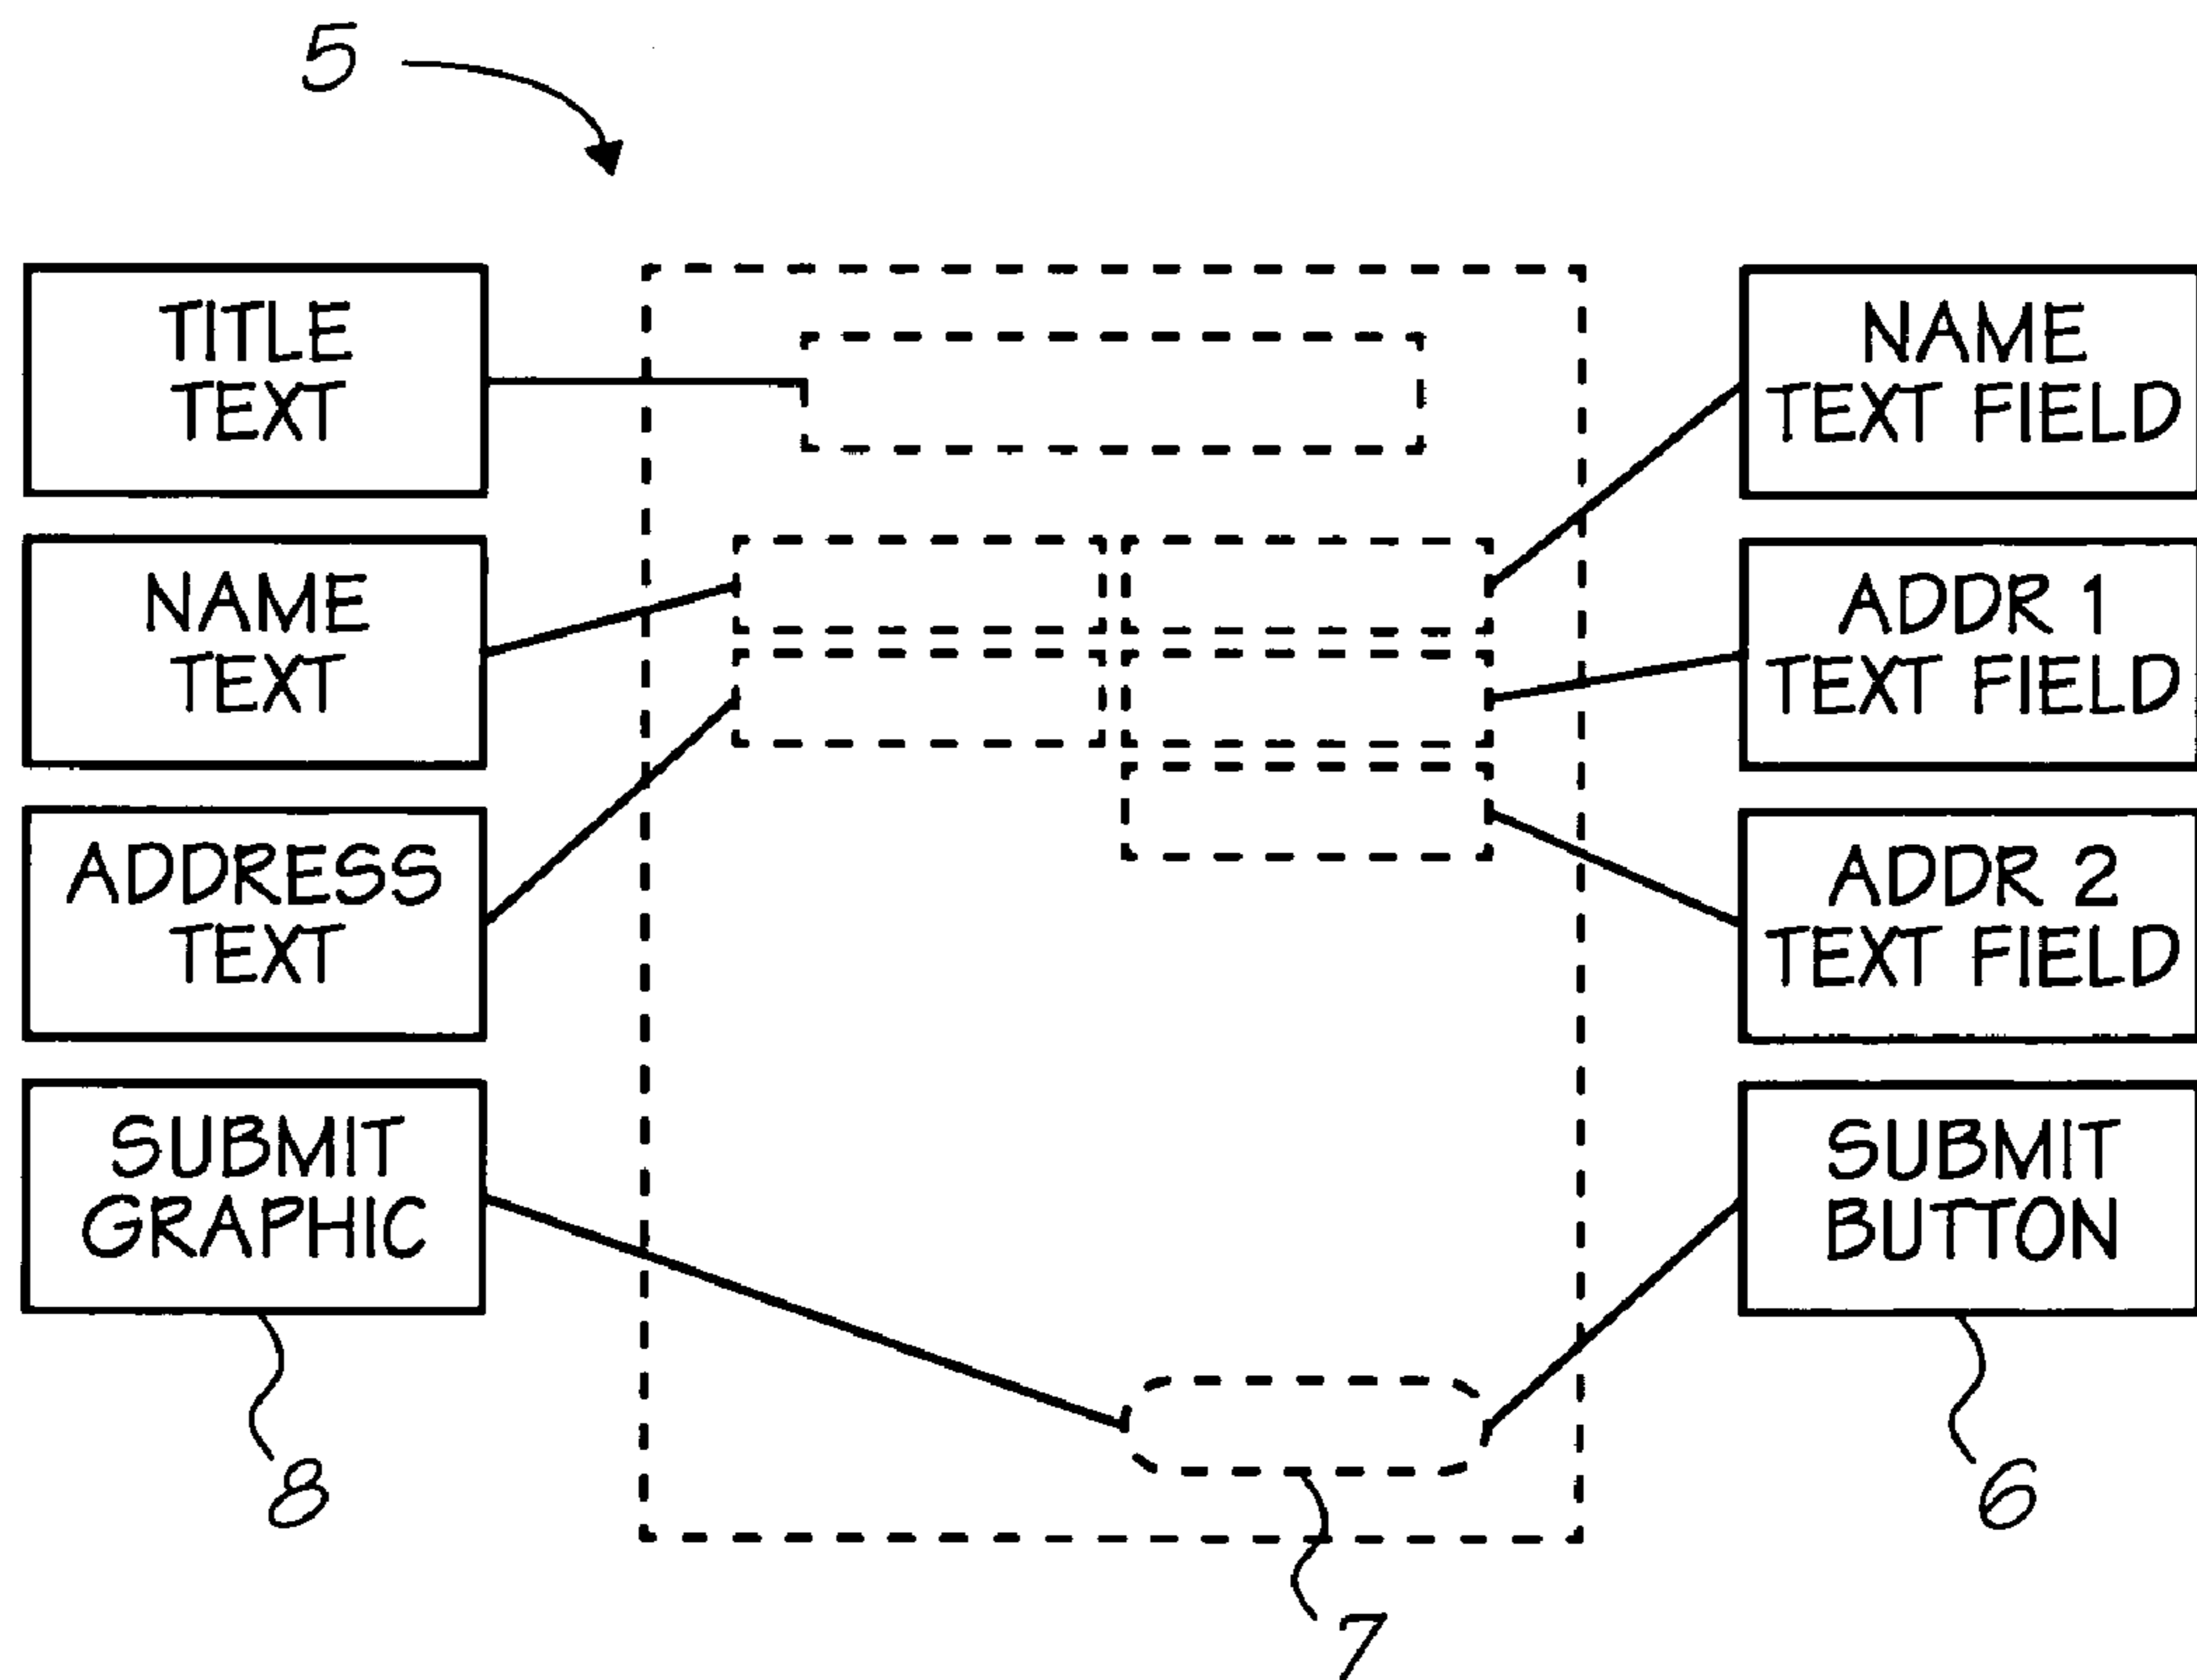 5
TITLE
TEXT
NAME
TEXT
ADDRESS
TEXT
SUBMIT
GRAPHIC
8
NAME
TEXT FIELD
ADDR 1
TEXT FIELD
ADDR 2
TEXT FIELD
SUBMIT
BUTTON
6
7